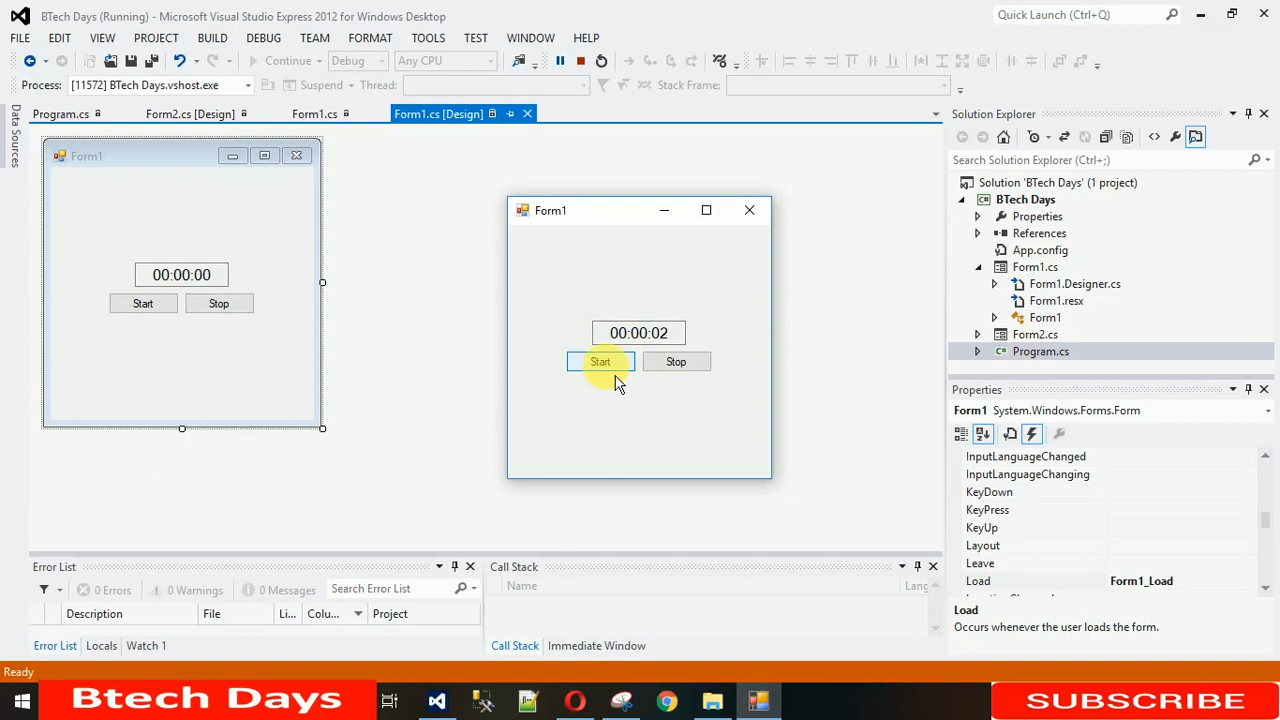 BTech Days (Running) - Microsoft Visual Studio Express 2012 for Windows Desktop
Quick Launch (Ctrl+Q)
FILE EDIT VIEW PROJECT BUILD DEBUG TEAM FORMAT TOOLS TEST WINDOW HELP
Continue Debug Any CPU
Process: [11572] BTech Days.vshost.exe Suspend Thread: Stack Frame:
Data Sources
Program.cs Form2.cs [Design] Form1.cs Form1.cs [Design]
Form1
00:00:00
Start Stop
Form1
00:00:02
Start Stop
Solution Explorer
Search Solution Explorer (Ctrl+;)
Solution 'BTech Days' (1 project)
BTech Days
Properties
References
App.config
Form1.cs
Form1.Designer.cs
Form1.resx
Form1
Form2.cs
Program.cs
Properties
Form1 System.Windows.Forms.Form
InputLanguageChanged
InputLanguageChanging
KeyDown
KeyPress
KeyUp
Layout
Leave
Load Form1_Load
Load
Occurs whenever the user loads the form.
Error List
0 Errors 0 Warnings 0 Messages Search Error List
Description File Li... Colu... Project
Error List Locals Watch 1
Call Stack
Name Lang
Call Stack Immediate Window
Ready
Btech Days
SUBSCRIBE